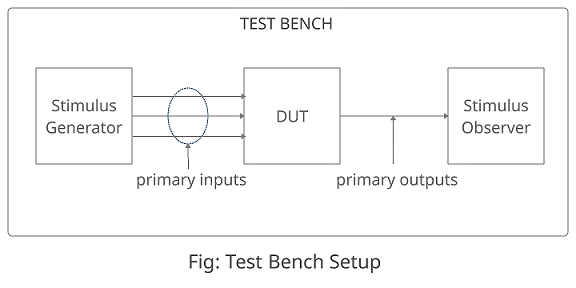 TEST BENCH
Stimulus
Generator
DUT
Stimulus
Observer
primary inputs
primary outputs
Fig: Test Bench Setup